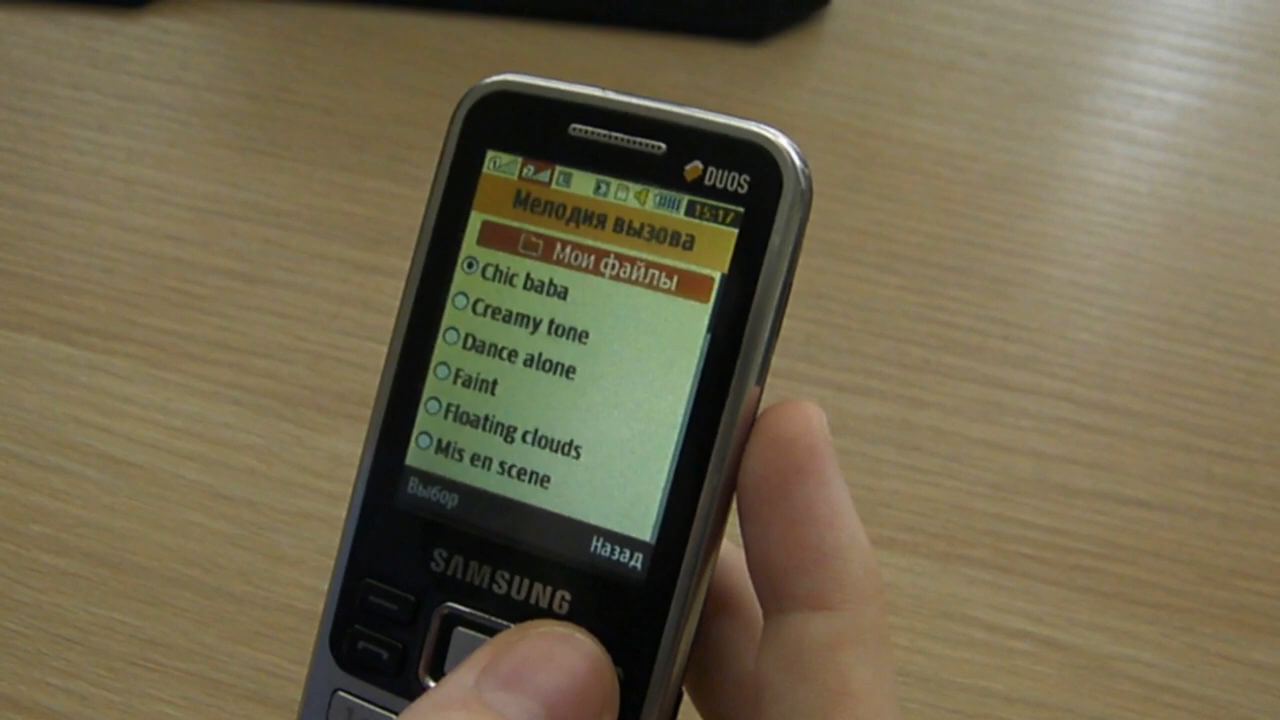 DUOS
15:17
Мелодия вызова
Мои файлы
Chic baba
Creamy tone
Dance alone
Faint
Floating clouds
Mis en scene
Выбор
Назад
SAMSUNG